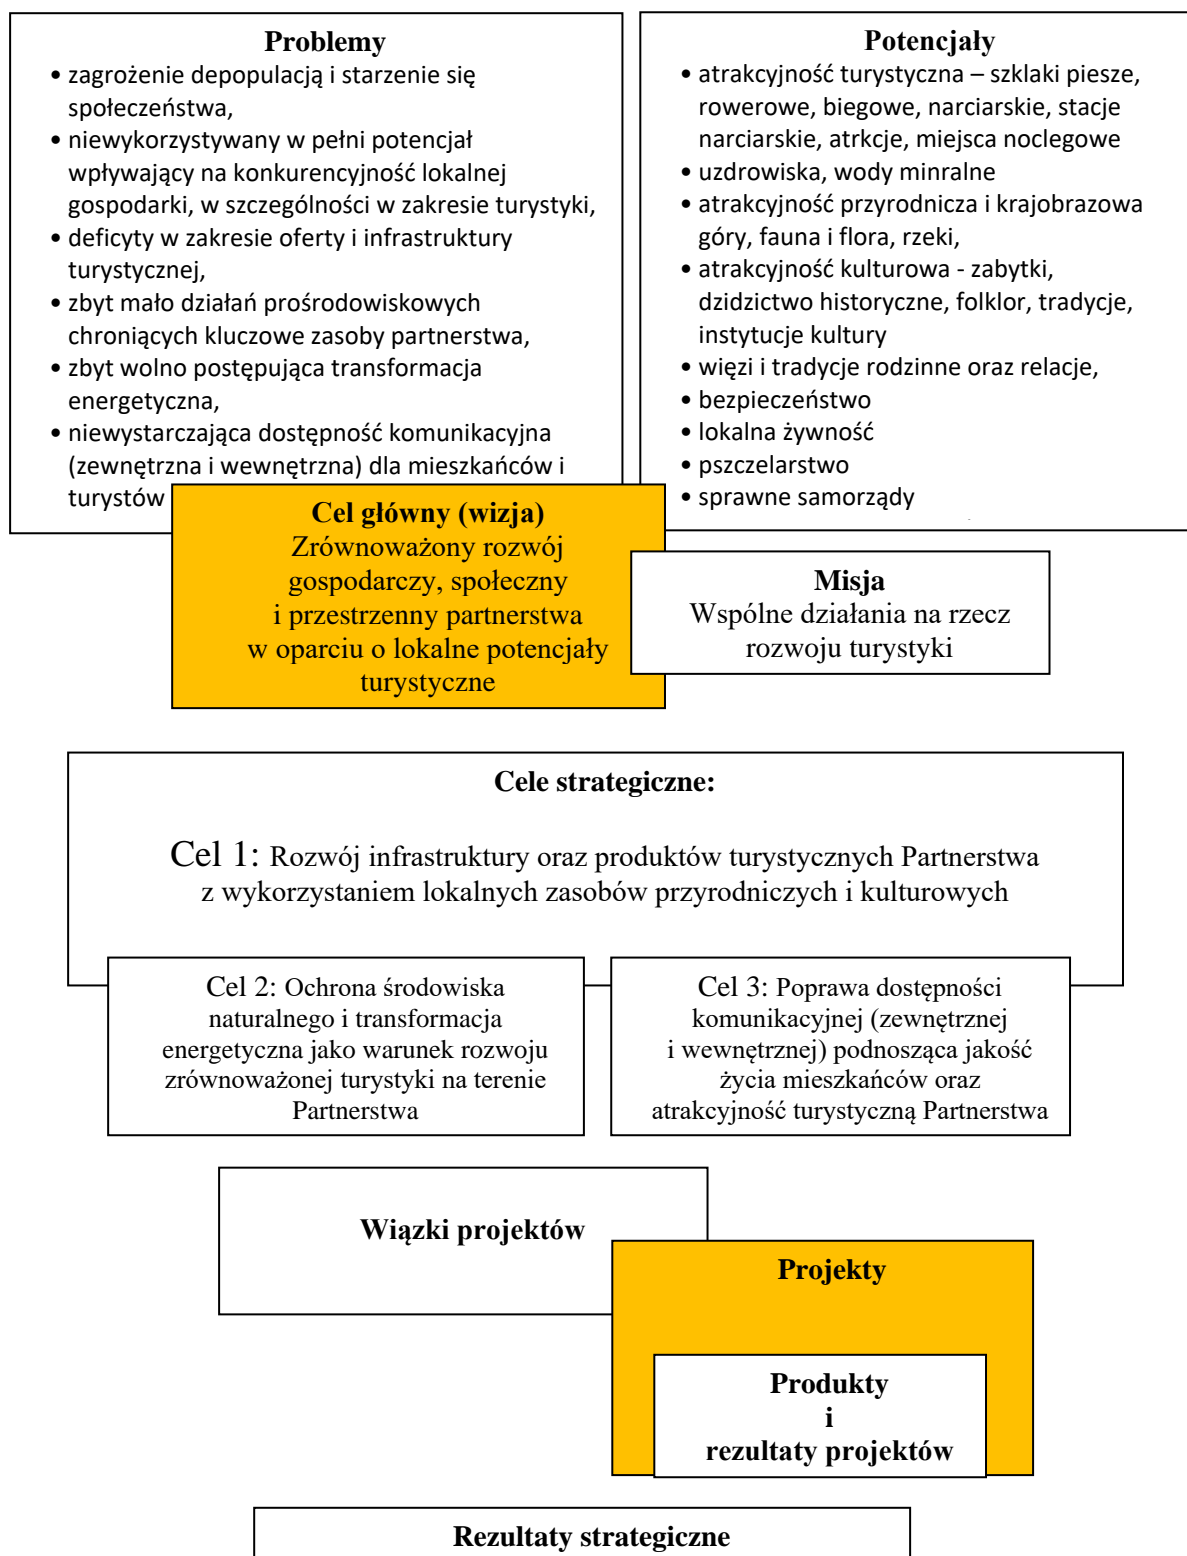 Problemy
• zagrożenie depopulacją i starzenie się
społeczeństwa,
• niewykorzystywany w pełni potencjał
wpływający na konkurencyjność lokalnej
gospodarki, w szczególności w zakresie turystyki,
• deficyty w zakresie oferty i infrastruktury
turystycznej,
• zbyt mało działań prośrodowiskowych
chroniących kluczowe zasoby partnerstwa,
• zbyt wolno postępująca transformacja
energetyczna,
• niewystarczająca dostępność komunikacyjna
(zewnętrzna i wewnętrzna) dla mieszkańców i
turystów
Potencjały
• atrakcyjność turystyczna – szklaki piesze,
rowerowe, biegowe, narciarskie, stacje
narciarskie, atrkcje, miejsca noclegowe
• uzdrowiska, wody minralne
• atrakcyjność przyrodnicza i krajobrazowa
góry, fauna i flora, rzeki,
• atrakcyjność kulturowa - zabytki,
dzidzictwo historyczne, folklor, tradycje,
instytucje kultury
• więzi i tradycje rodzinne oraz relacje,
• bezpieczeństwo
• lokalna żywność
• pszczelarstwo
• sprawne samorządy
Cel główny (wizja)
Zrównoważony rozwój
gospodarczy, społeczny
i przestrzenny partnerstwa
w oparciu o lokalne potencjały
turystyczne
Misja
Wspólne działania na rzecz
rozwoju turystyki
Cele strategiczne:
Cel 1: Rozwój infrastruktury oraz produktów turystycznych Partnerstwa
z wykorzystaniem lokalnych zasobów przyrodniczych i kulturowych
Cel 2: Ochrona środowiska
naturalnego i transformacja
energetyczna jako warunek rozwoju
zrównoważonej turystyki na terenie
Partnerstwa
Cel 3: Poprawa dostępności
komunikacyjnej (zewnętrznej
i wewnętrznej) podnosząca jakość
życia mieszkańców oraz
atrakcyjność turystyczną Partnerstwa
Wiązki projektów
Projekty
Produkty
i
rezultaty projektów
Rezultaty strategiczne